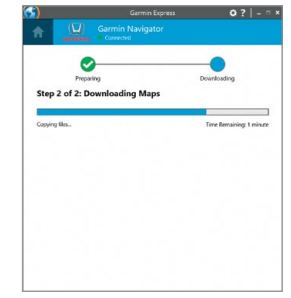 Garmin Express
Garmin Navigator
Connected
Preparing
Downloading
Step 2 of 2: Downloading Maps
Copying files...
Time Remaining: 1 minute